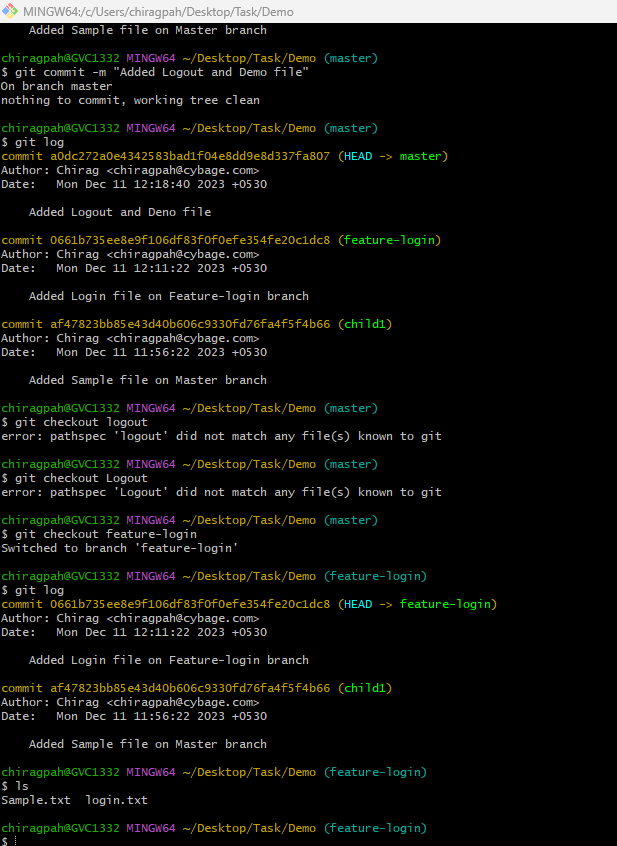 MINGW64:/c/Users/chiragpah/Desktop/Task/Demo
Added Sample file on Master branch
chiragpah@GVC1332 MINGW64 ~/Desktop/Task/Demo (master)
$ git commit -m "Added Logout and Demo file"
On branch master
nothing to commit, working tree clean
chiragpah@GVC1332 MINGW64 ~/Desktop/Task/Demo (master)
$ git log
commit a0dc272a0e4342583bad1f04e8dd9e8d337fa807 (HEAD -> master)
Author: Chirag <chiragpah@cybage.com>
Date:   Mon Dec 11 12:18:40 2023 +0530
Added Logout and Deno file
commit 0661b735ee8e9f106df83f0f0efe354fe20c1dc8 (feature-login)
Author: Chirag <chiragpah@cybage.com>
Date:   Mon Dec 11 12:11:22 2023 +0530
Added Login file on Feature-login branch
commit af47823bb85e43d40b606c9330fd76fa4f5f4b66 (child1)
Author: Chirag <chiragpah@cybage.com>
Date:   Mon Dec 11 11:56:22 2023 +0530
Added Sample file on Master branch
chiragpah@GVC1332 MINGW64 ~/Desktop/Task/Demo (master)
$ git checkout logout
error: pathspec 'logout' did not match any file(s) known to git
chiragpah@GVC1332 MINGW64 ~/Desktop/Task/Demo (master)
$ git checkout Logout
error: pathspec 'Logout' did not match any file(s) known to git
chiragpah@GVC1332 MINGW64 ~/Desktop/Task/Demo (master)
$ git checkout feature-login
Switched to branch 'feature-login'
chiragpah@GVC1332 MINGW64 ~/Desktop/Task/Demo (feature-login)
$ git log
commit 0661b735ee8e9f106df83f0f0efe354fe20c1dc8 (HEAD -> feature-login)
Author: Chirag <chiragpah@cybage.com>
Date:   Mon Dec 11 12:11:22 2023 +0530
Added Login file on Feature-login branch
commit af47823bb85e43d40b606c9330fd76fa4f5f4b66 (child1)
Author: Chirag <chiragpah@cybage.com>
Date:   Mon Dec 11 11:56:22 2023 +0530
Added Sample file on Master branch
chiragpah@GVC1332 MINGW64 ~/Desktop/Task/Demo (feature-login)
$ ls
Sample.txt  login.txt
chiragpah@GVC1332 MINGW64 ~/Desktop/Task/Demo (feature-login)
$